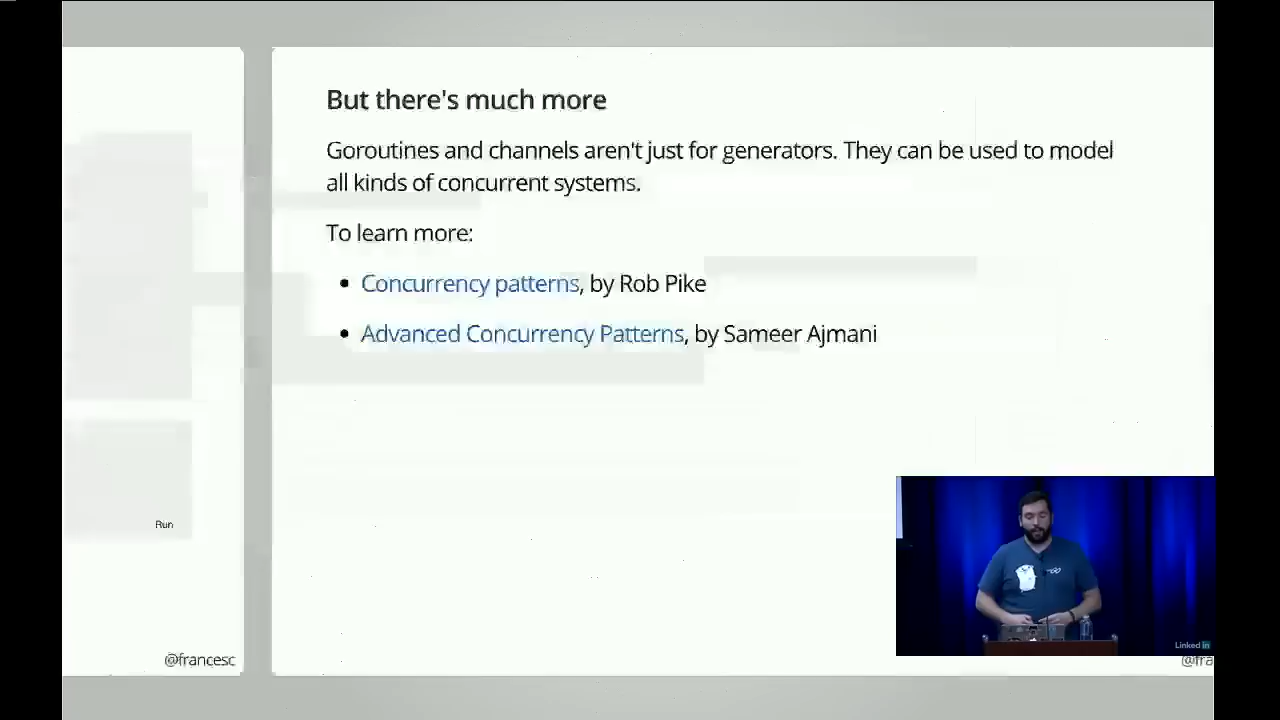 But there's much more
Goroutines and channels aren't just for generators. They can be used to model
all kinds of concurrent systems.
To learn more:
Concurrency patterns, by Rob Pike
Advanced Concurrency Patterns, by Sameer Ajmani
Run
@francesc
Linked in
@fra